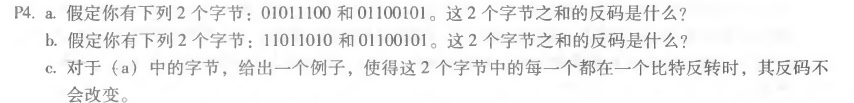 P4. a. 假定你有下列 2 个字节：01011100 和 01100101。这 2 个字节之和的反码是什么？
b. 假定你有下列 2 个字节：11011010 和 01100101。这 2 个字节之和的反码是什么？
c. 对于（a）中的字节，给出一个例子，使得这 2 个字节中的每一个都在一个比特反转时，其反码不
会改变。